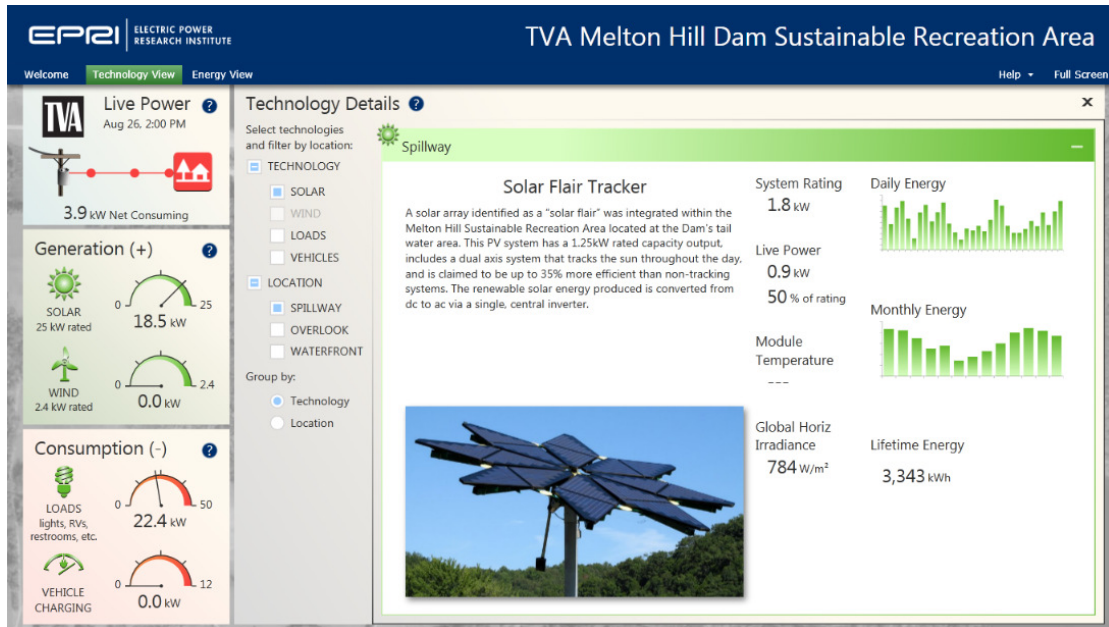 EPRI
ELECTRIC POWER
RESEARCH INSTITUTE
TVA Melton Hill Dam Sustainable Recreation Area
Welcome
Technology View
Energy View
Help
Full Screen
TVA
Live Power ?
Aug 26, 2:00 PM
3.9 kW Net Consuming
Generation (+) ?
SOLAR
25 kW rated
0
25
18.5 kW
WIND
2.4 kW rated
0
2.4
0.0 kW
Consumption (-) ?
LOADS
lights, RVs,
restrooms, etc.
0
50
22.4 kW
VEHICLE
CHARGING
0
12
0.0 kW
Technology Details ?
x
Select technologies
and filter by location:
TECHNOLOGY
SOLAR
WIND
LOADS
VEHICLES
LOCATION
SPILLWAY
OVERLOOK
WATERFRONT
Group by:
Technology
Location
Spillway
Solar Flair Tracker
A solar array identified as a "solar flair" was integrated within the
Melton Hill Sustainable Recreation Area located at the Dam's tail
water area. This PV system has a 1.25kW rated capacity output,
includes a dual axis system that tracks the sun throughout the day,
and is claimed to be up to 35% more efficient than non-tracking
systems. The renewable solar energy produced is converted from
dc to ac via a single, central inverter.
System Rating
1.8 kW
Live Power
0.9 kW
50 % of rating
Module
Temperature
---
Global Horiz
Irradiance
784 W/m²
Daily Energy
Monthly Energy
Lifetime Energy
3,343 kWh